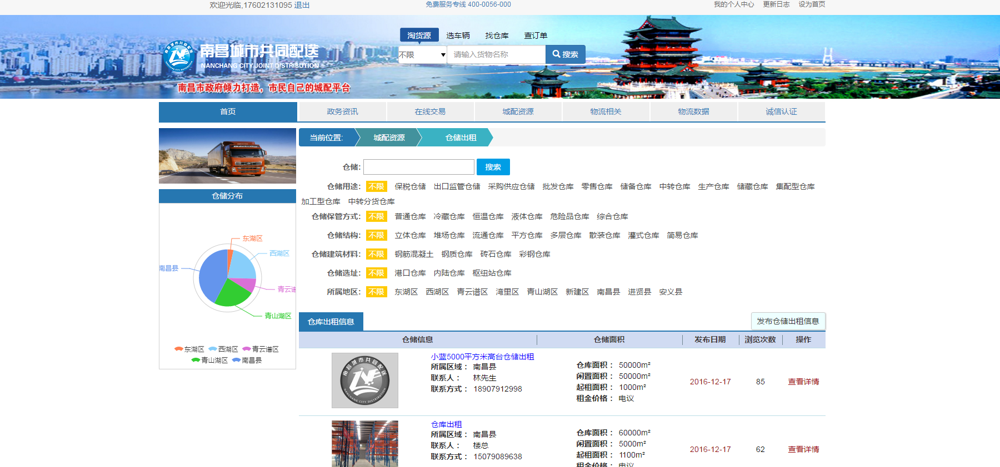 欢迎光临,17602131095 退出
免费服务专线 400-0056-000
我的个人中心 更新日志 设为首页
淘货源 选车辆 找仓库 查订单
不限 请输入货物名称 搜索
南昌城市共同配送
NANCHANG CITY JOINT DISTRIBUTION
南昌市政府倾力打造，市民自己的城配平台
首页 政务资讯 在线交易 城配资源 物流相关 物流数据 诚信认证
当前位置: 城配资源 仓储出租
仓储分布
东湖区
西湖区
南昌县
青云谱
青山湖区
东湖区 西湖区 青云谱区
青山湖区 南昌县
仓储: 搜索
仓储用途: 不限 保税仓储 出口监管仓储 采购供应仓储 批发仓库 零售仓库 储备仓库 中转仓库 生产仓库 储藏仓库 集配型仓库
加工型仓库 中转分货仓库
仓储保管方式: 不限 普通仓库 冷藏仓库 恒温仓库 液体仓库 危险品仓库 综合仓库
仓储结构: 不限 立体仓库 堆场仓库 流通仓库 平方仓库 多层仓库 散装仓库 灌式仓库 简易仓库
仓储建筑材料: 不限 钢筋混凝土 钢质仓库 砖石仓库 彩钢仓库
仓储选址: 不限 港口仓库 内陆仓库 枢纽站仓库
所属地区: 不限 东湖区 西湖区 青云谱区 湾里区 青山湖区 新建区 南昌县 进贤县 安义县
仓库出租信息 发布仓储出租信息
仓储信息 仓储面积 发布日期 浏览次数 操作
南昌城市共同配送
NANCHANG CITY DISTRIBUTION
小蓝5000平方米高台仓储出租
所属区域： 南昌县
联系人： 林先生
联系方式： 18907912998
仓库面积： 50000m²
闲置面积： 50000m²
起租面积： 1000m²
租金价格： 电议
2016-12-17 85 查看详情
仓库出租
所属区域： 南昌县
联系人： 楼总
联系方式： 15079089638
仓库面积： 60000m²
闲置面积： 5000m²
起租面积： 1100m²
租金价格： 电议
2016-12-17 62 查看详情